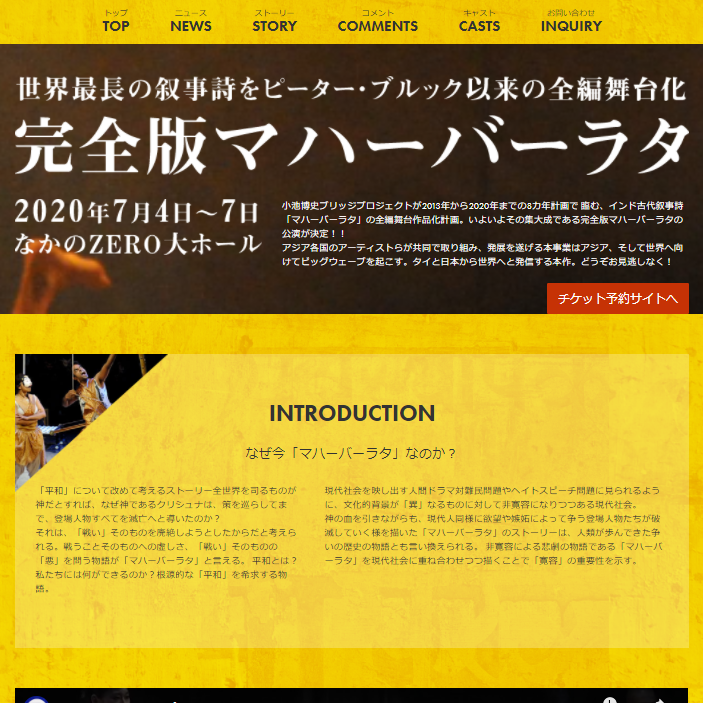 トップ
TOP
ニュース
NEWS
ストーリー
STORY
コメント
COMMENTS
キャスト
CASTS
お問い合わせ
INQUIRY
世界最長の叙事詩をピーター・ブルック以来の全編舞台化
完全版マハーバーラタ
2020年7月4日〜7日
なかのZERO大ホール
小池博史ブリッジプロジェクトが2013年から2020年までの8カ年計画で 臨む、インド古代叙事詩
「マハーバーラタ」の全編舞台作品化計画。いよいよその集大成である完全版マハーバーラタの
公演が決定！！
アジア各国のアーティストらが共同で取り組み、発展を遂げる本事業はアジア、そして世界へ向
けてビッグウェーブを起こす。タイと日本から世界へと発信する本作。どうぞお見逃しなく！
チケット予約サイトへ
INTRODUCTION
なぜ今「マハーバーラタ」なのか？
「平和」について改めて考えるストーリー全世界を司るものが
神だとすれば、なぜ神であるクリシュナは、策を巡らしてま
で、登場人物すべてを滅亡へと導いたのか？
それは、「戦い」そのものを廃絶しようとしたからだと考えら
れる。戦うことそのものへの虚しさ、「戦い」そのものの
「悪」を問う物語が「マハーバーラタ」と言える。 平和とは？
私たちには何ができるのか？根源的な「平和」を希求する物
語。
現代社会を映し出す人間ドラマ対難民問題やヘイトスピーチ問題に見られるよう
に、文化的背景が「異」なるものに対して非寛容になりつつある現代社会。
神の血を引きながらも、現代人同様に欲望や嫉妬によって争う登場人物たちが破
滅していく様を描いた「マハーバーラタ」のストーリーは、人類が歩んできた争
いの歴史の物語とも言い換えられる。 非寛容による悲劇の物語である「マハーバ
ーラタ」を現代社会に重ね合わせつつ描くことで「寛容」の重要性を示す。